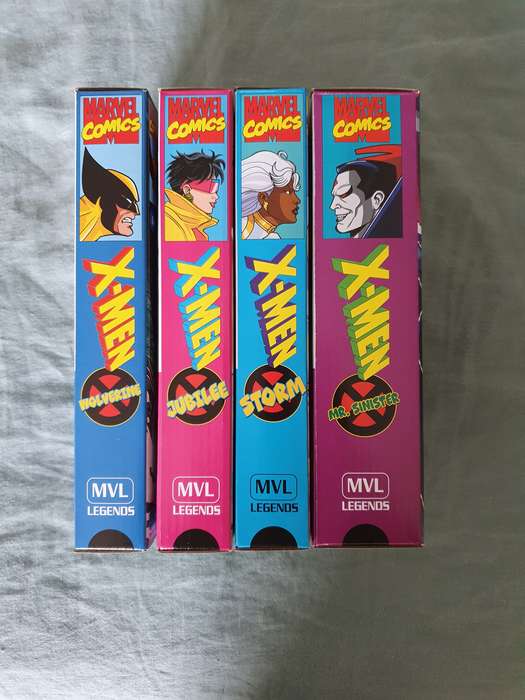 MARVEL
COMICS
X-MEN
WOLVERINE
MVL
LEGENDS
MARVEL
COMICS
X-MEN
JUBILEE
MVL
LEGENDS
MARVEL
COMICS
X-MEN
STORM
MVL
LEGENDS
MARVEL
COMICS
X-MEN
MR. SINISTER
MVL
LEGENDS